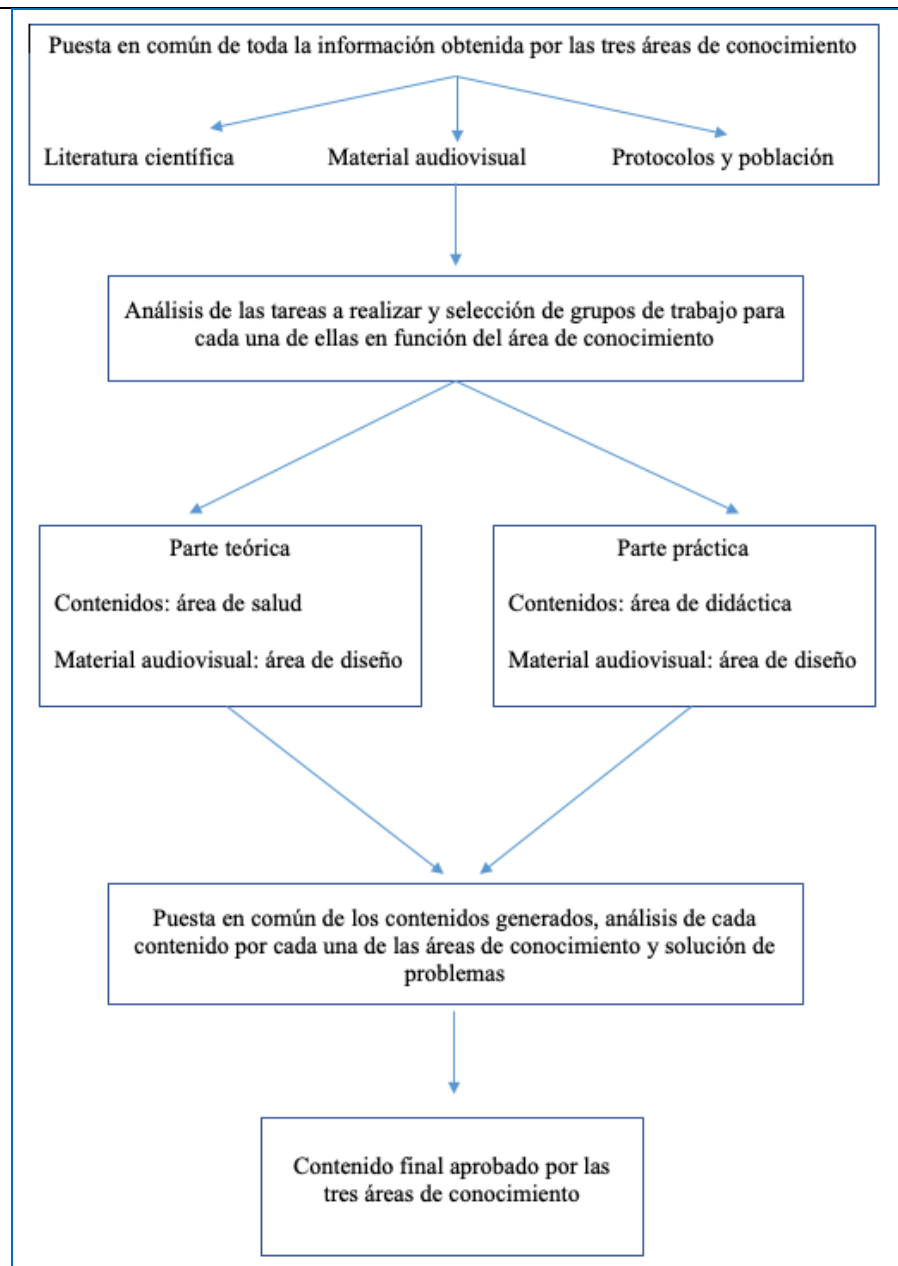 Puesta en común de toda la información obtenida por las tres áreas de conocimiento
Literatura científica
Material audiovisual
Protocolos y población
Análisis de las tareas a realizar y selección de grupos de trabajo para
cada una de ellas en función del área de conocimiento
Parte teórica
Contenidos: área de salud
Material audiovisual: área de diseño
Parte práctica
Contenidos: área de didáctica
Material audiovisual: área de diseño
Puesta en común de los contenidos generados, análisis de cada
contenido por cada una de las áreas de conocimiento y solución de
problemas
Contenido final aprobado por las
tres áreas de conocimiento